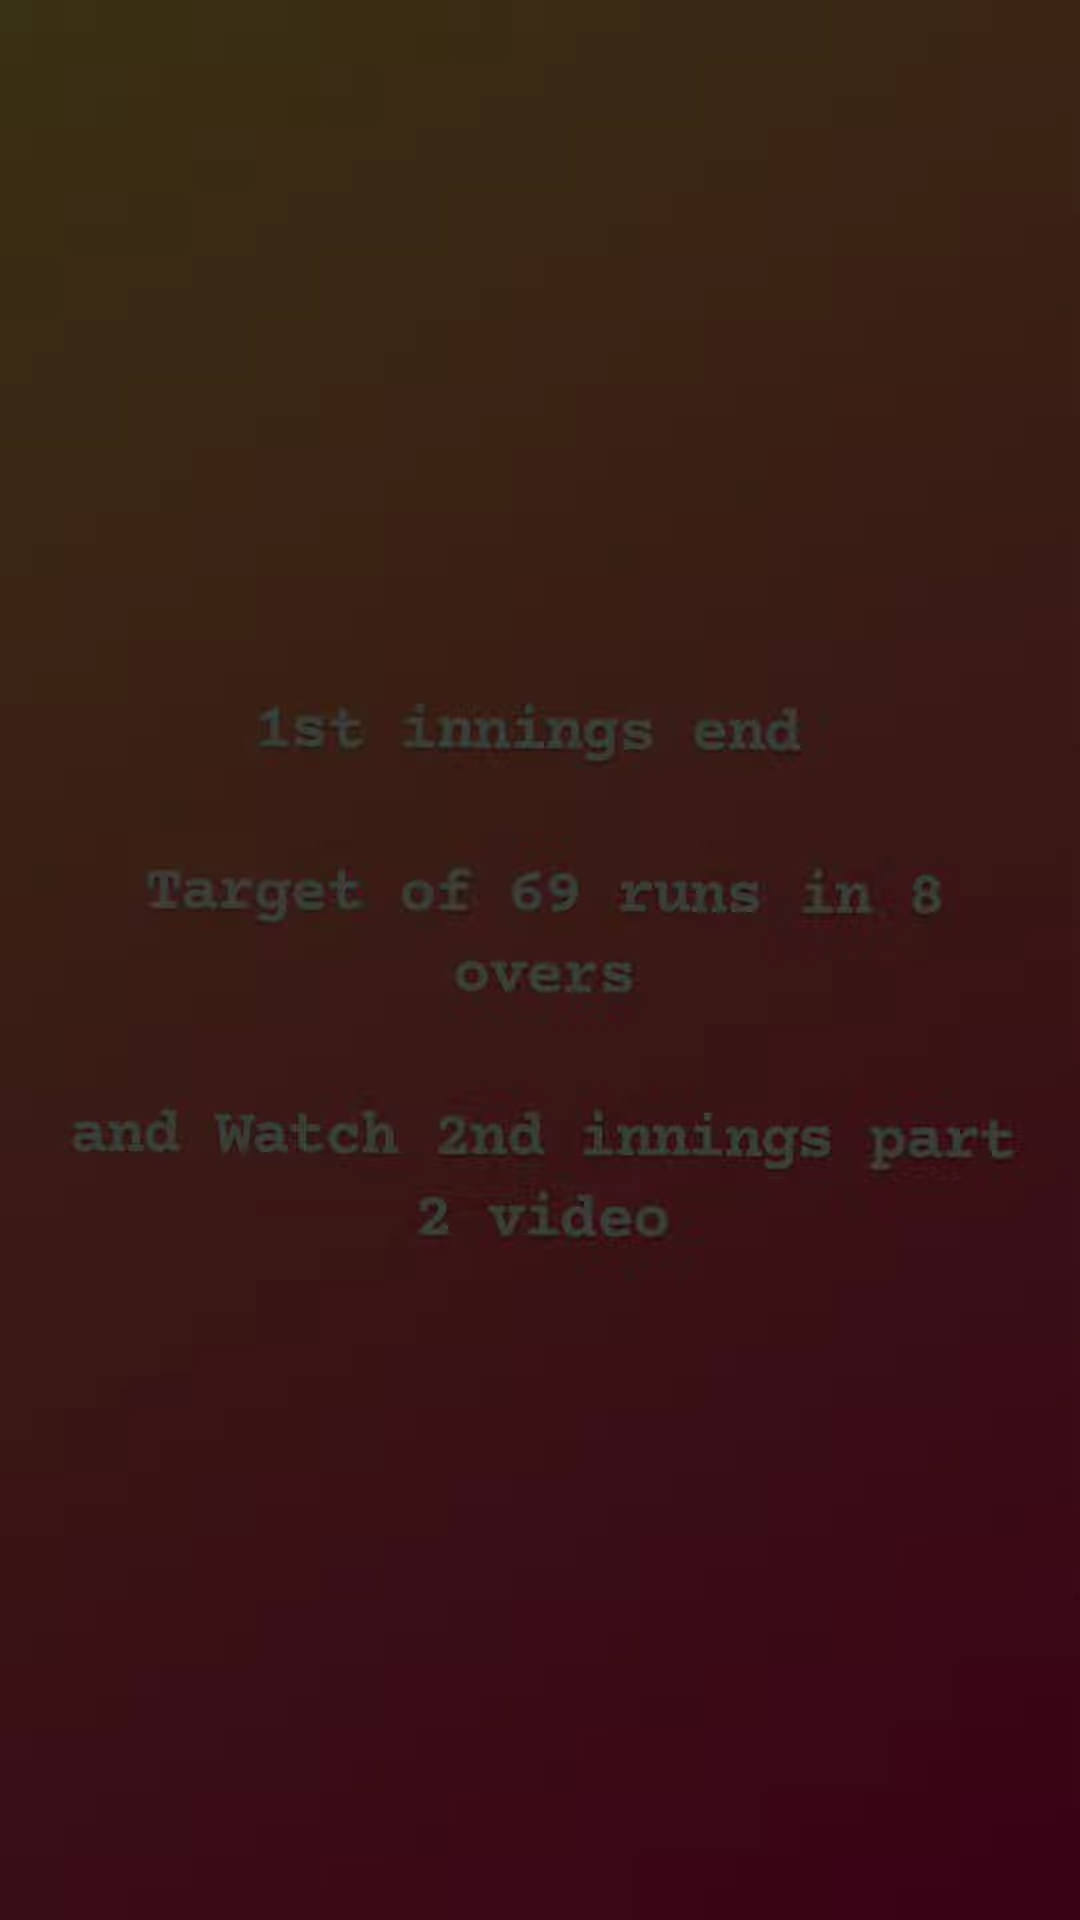 1st innings end
Target of 69 runs in 8
overs
and Watch 2nd innings part
2 video